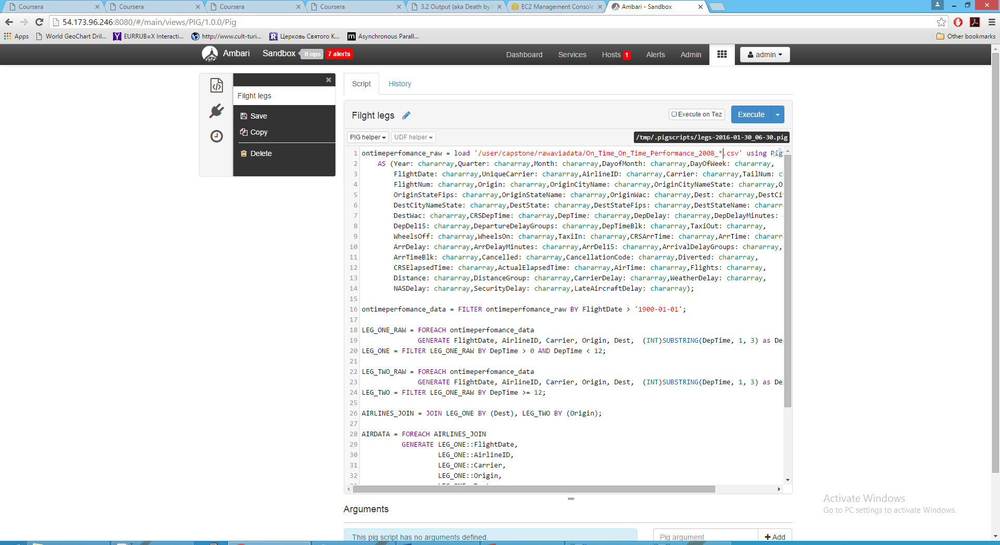 Coursera
Coursera
Coursera
Coursera
3.2 Output (aka Death by
EC2 Management Console
Ambari - Sandbox
54.173.96.246:8080/#/main/views/PIG/1.0.0/Pig
Apps
World GeoChart Dril...
EURRUB=X Interacti...
http://www.cult-turi...
Церковь Святого К...
Asynchronous Parall...
Other bookmarks
Ambari
Sandbox
0 ops
7 alerts
Dashboard
Services
Hosts 1
Alerts
Admin
admin
Filght legs
Save
Copy
Delete
Script
History
Filght legs
Execute on Tez
Execute
PIG helper
UDF helper
/tmp/.pigscripts/legs-2016-01-30_06-30.pig
1 ontimeperfomance_raw = load '/user/capstone/rawaviadata/On_Time_On_Time_Performance_2008_*.csv' using Pig
2 AS (Year: chararray,Quarter: chararray,Month: chararray,DayofMonth: chararray,DayOfWeek: chararray,
3 FlightDate: chararray,UniqueCarrier: chararray,AirlineID: chararray,Carrier: chararray,TailNum: c
4 FlightNum: chararray,Origin: chararray,OriginCityName: chararray,OriginCityNameState: chararray,O
5 OriginStateFips: chararray,OriginStateName: chararray,OriginWac: chararray,Dest: chararray,DestCi
6 DestCityNameState: chararray,DestState: chararray,DestStateFips: chararray,DestStateName: charar
7 DestWac: chararray,CRSDepTime: chararray,DepTime: chararray,DepDelay: chararray,DepDelayMinutes:
8 DepDel15: chararray,DepartureDelayGroups: chararray,DepTimeBlk: chararray,TaxiOut: chararray,
9 WheelsOff: chararray,WheelsOn: chararray,TaxiIn: chararray,CRSArrTime: chararray,ArrTime: charar
10 ArrDelay: chararray,ArrDelayMinutes: chararray,ArrDel15: chararray,ArrivalDelayGroups: chararray,
11 ArrTimeBlk: chararray,Cancelled: chararray,CancellationCode: chararray,Diverted: chararray,
12 CRSElapsedTime: chararray,ActualElapsedTime: chararray,AirTime: chararray,Flights: chararray,
13 Distance: chararray,DistanceGroup: chararray,CarrierDelay: chararray,WeatherDelay: chararray,
14 NASDelay: chararray,SecurityDelay: chararray,LateAircraftDelay: chararray);
15
16 ontimeperfomance_data = FILTER ontimeperfomance_raw BY FlightDate > '1900-01-01';
17
18 LEG_ONE_RAW = FOREACH ontimeperfomance_data
19 GENERATE FlightDate, AirlineID, Carrier, Origin, Dest, (INT)SUBSTRING(DepTime, 1, 3) as De
20 LEG_ONE = FILTER LEG_ONE_RAW BY DepTime > 0 AND DepTime < 12;
21
22 LEG_TWO_RAW = FOREACH ontimeperfomance_data
23 GENERATE FlightDate, AirlineID, Carrier, Origin, Dest, (INT)SUBSTRING(DepTime, 1, 3) as De
24 LEG_TWO = FILTER LEG_ONE_RAW BY DepTime >= 12;
25
26 AIRLINES_JOIN = JOIN LEG_ONE BY (Dest), LEG_TWO BY (Origin);
27
28 AIRDATA = FOREACH AIRLINES_JOIN
29 GENERATE LEG_ONE::FlightDate,
30 LEG_ONE::AirlineID,
31 LEG_ONE::Carrier,
32 LEG_ONE::Origin,
Arguments
This pig script has no arguments defined.
Pig argument
Add
Activate Windows
Go to PC settings to activate Windows.